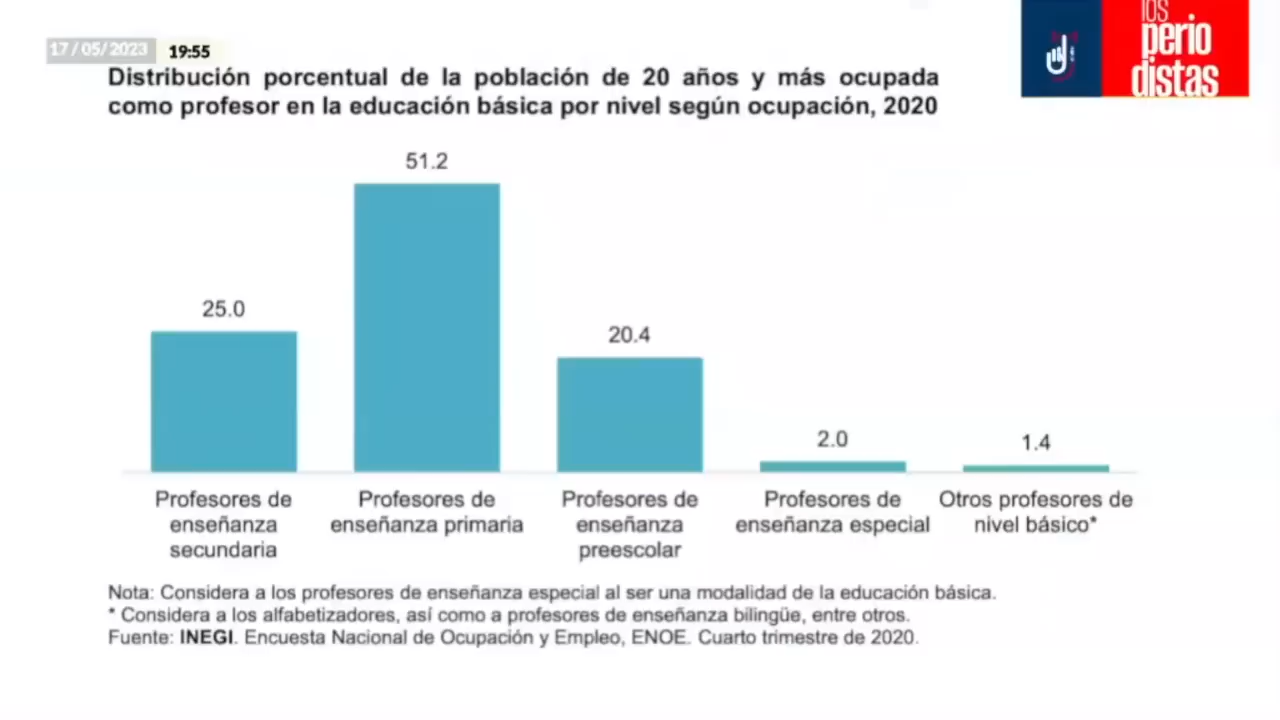 17/05/2023 19:55
los
perio
distas
Distribución porcentual de la población de 20 años y más ocupada
como profesor en la educación básica por nivel según ocupación, 2020
51.2
25.0
20.4
2.0
1.4
Profesores de
enseñanza
secundaria
Profesores de
enseñanza primaria
Profesores de
enseñanza
preescolar
Profesores de
enseñanza especial
Otros profesores de
nivel básico*
Nota: Considera a los profesores de enseñanza especial al ser una modalidad de la educación básica.
* Considera a los alfabetizadores, así como a profesores de enseñanza bilingüe, entre otros.
Fuente: INEGI. Encuesta Nacional de Ocupación y Empleo, ENOE. Cuarto trimestre de 2020.